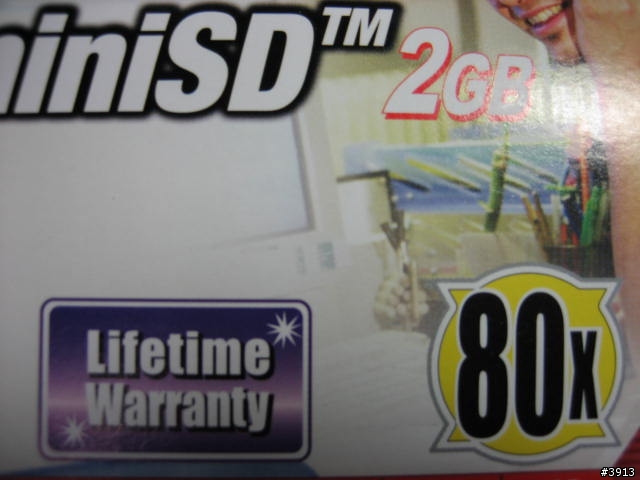 miniSD™ 2GB
Lifetime
Warranty
80X
#3913